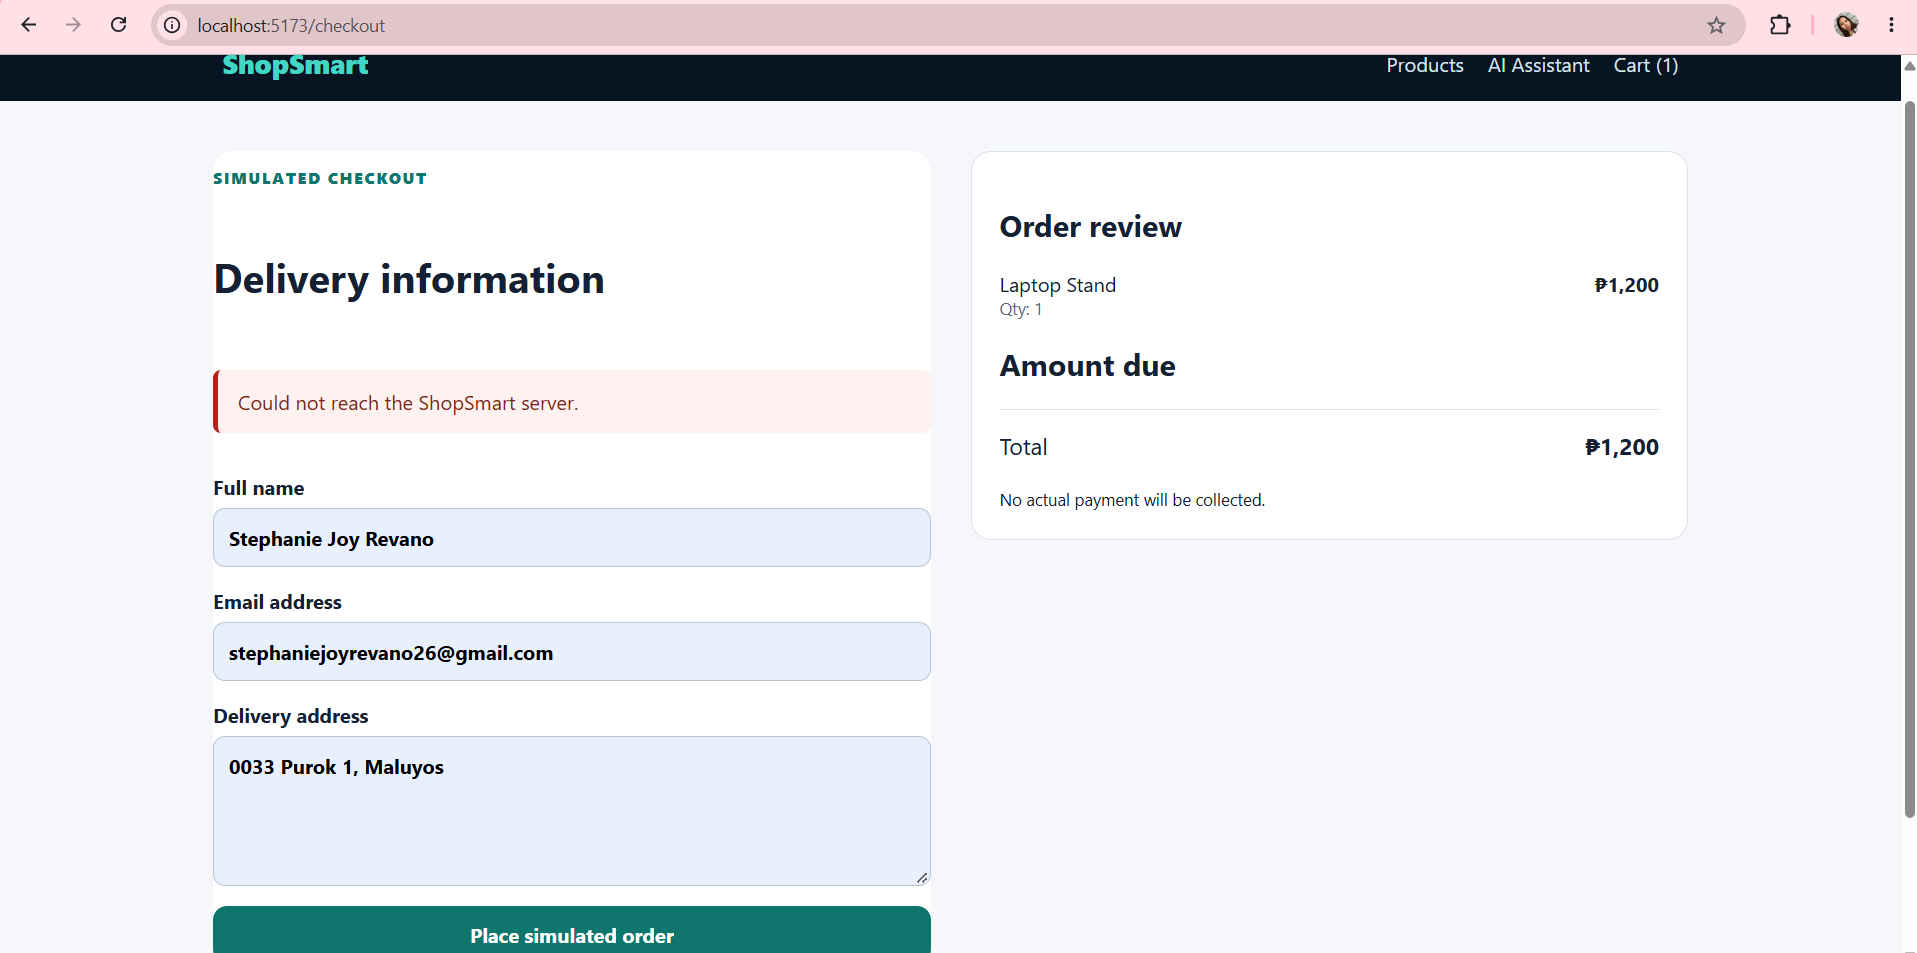 localhost:5173/checkout
ShopSmart
Products AI Assistant Cart (1)
SIMULATED CHECKOUT
Delivery information
Could not reach the ShopSmart server.
Full name
Stephanie Joy Revano
Email address
stephaniejoyrevano26@gmail.com
Delivery address
0033 Purok 1, Maluyos
Place simulated order
Order review
Laptop Stand ₱1,200
Qty: 1
Amount due
Total ₱1,200
No actual payment will be collected.